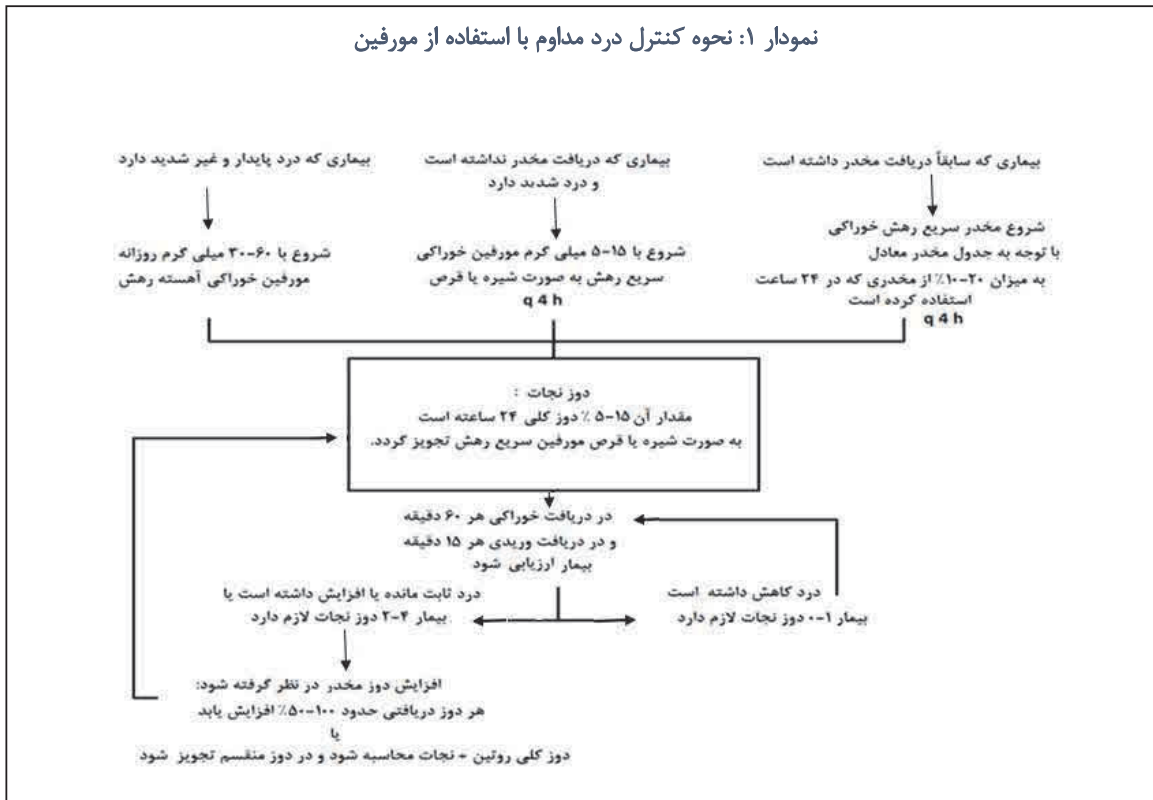 نمودار ۱: نحوه کنترل درد مداوم با استفاده از مورفین
بیماری که سابقاً دریافت مخدر داشته است
شروع مخدر سریع رهش خوراکی
با توجه به جدول مخدر معادل
به میزان ۲۰-۱۰٪ از مخدری که در ۲۴ ساعت
استفاده کرده است
q 4 h
بیماری که دریافت مخدر نداشته است
و درد شدید دارد
شروع با ۱۵-۵ میلی گرم مورفین خوراکی
سریع رهش به صورت شیره یا قرص
q 4 h
بیماری که درد پایدار و غیر شدید دارد
شروع با ۶۰-۳۰ میلی گرم روزانه
مورفین خوراکی آهسته رهش
دوز نجات :
مقدار آن ۱۵-۵ ٪ دوز کلی ۲۴ ساعته است
به صورت شیره یا قرص مورفین سریع رهش تجویز گردد.
در دریافت خوراکی هر ۶۰ دقیقه
و در دریافت وریدی هر ۱۵ دقیقه
بیمار ارزیابی شود
درد کاهش داشته است
بیمار ۱-۰ دوز نجات لازم دارد
درد ثابت مانده یا افزایش داشته است یا
بیمار ۴-۲ دوز نجات لازم دارد
افزایش دوز مخدر در نظر گرفته شود:
هر دوز دریافتی حدود ۱۰۰-۵۰٪ افزایش یابد
یا
دوز کلی روتین + نجات محاسبه شود و در دوز منقسم تجویز شود